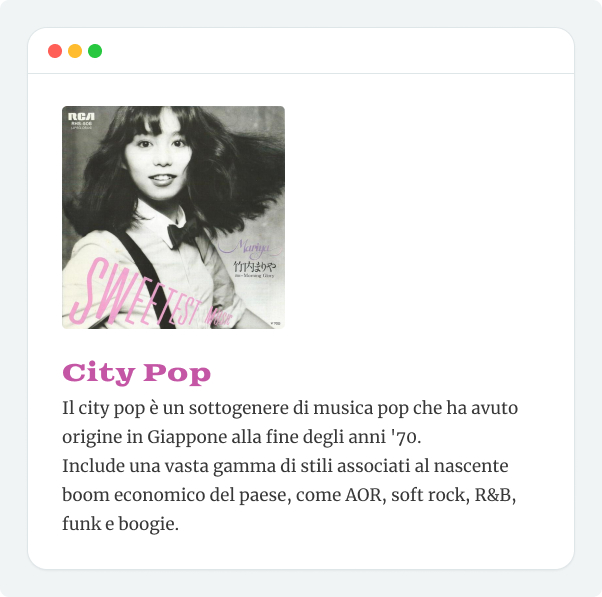 RCA
Mariya
竹内まりや
SWEETEST MUSIC
City Pop
Il city pop è un sottogenere di musica pop che ha avuto
origine in Giappone alla fine degli anni '70.
Include una vasta gamma di stili associati al nascente
boom economico del paese, come AOR, soft rock, R&B,
funk e boogie.